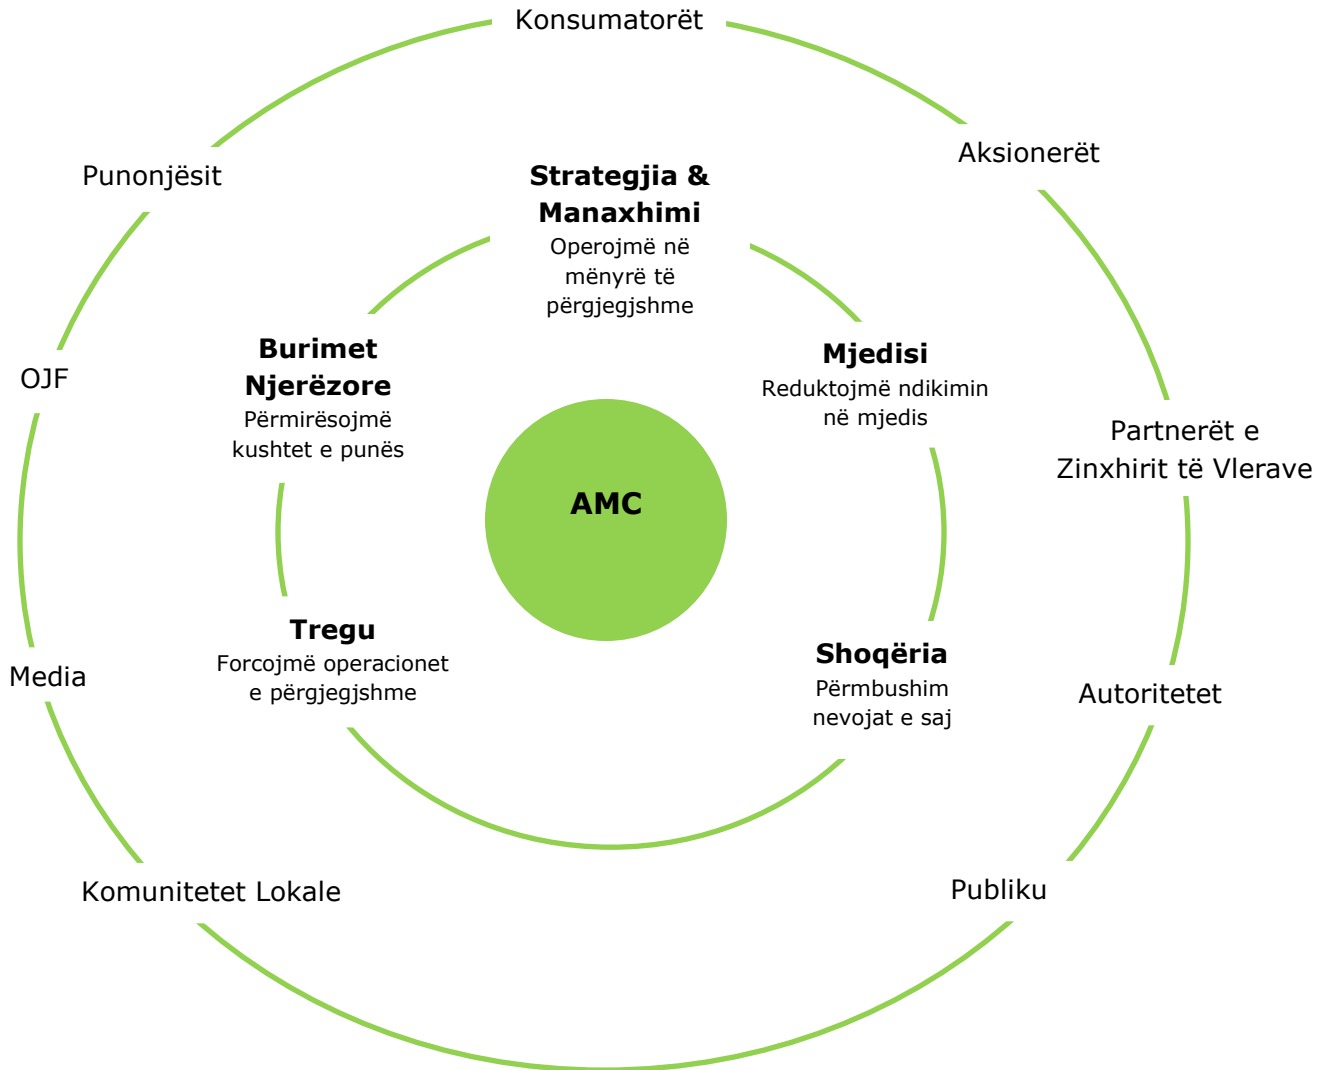 Konsumatorët
Aksionerët
Punonjësit
Strategjia &
Manaxhimi
Operojmë në
mënyrë të
përgjegjshme
Burimet
Njerëzore
Përmirësojmë
kushtet e punës
Mjedisi
Reduktojmë ndikimin
në mjedis
OJF
Partnerët e
Zinxhirit të Vlerave
AMC
Tregu
Forcojmë operacionet
e përgjegjshme
Shoqëria
Përmbushim
nevojat e saj
Media
Autoritetet
Komunitetet Lokale
Publiku